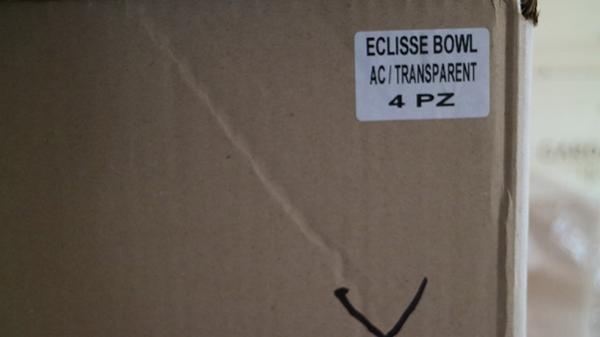 ECLISSE BOWL
AC / TRANSPARENT
4 PZ